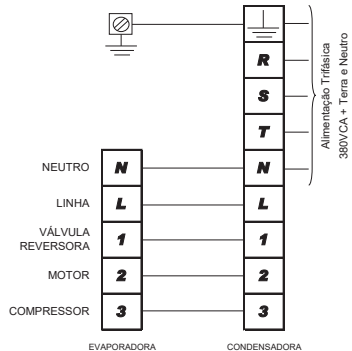 R
S
T
NEUTRO N N
LINHA L L
VÁLVULA
REVERSORA 1 1
MOTOR 2 2
COMPRESSOR 3 3
EVAPORADORA CONDENSADORA
Alimentação Trifásica
380VCA + Terra e Neutro